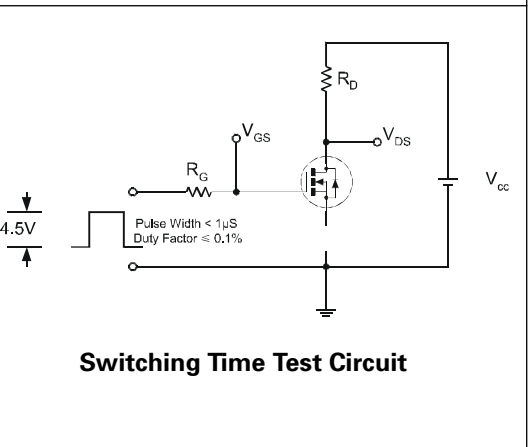 R_D
V_GS
V_DS
R_G
V_cc
4.5V
Pulse Width < 1µS
Duty Factor ≤ 0.1%
Switching Time Test Circuit